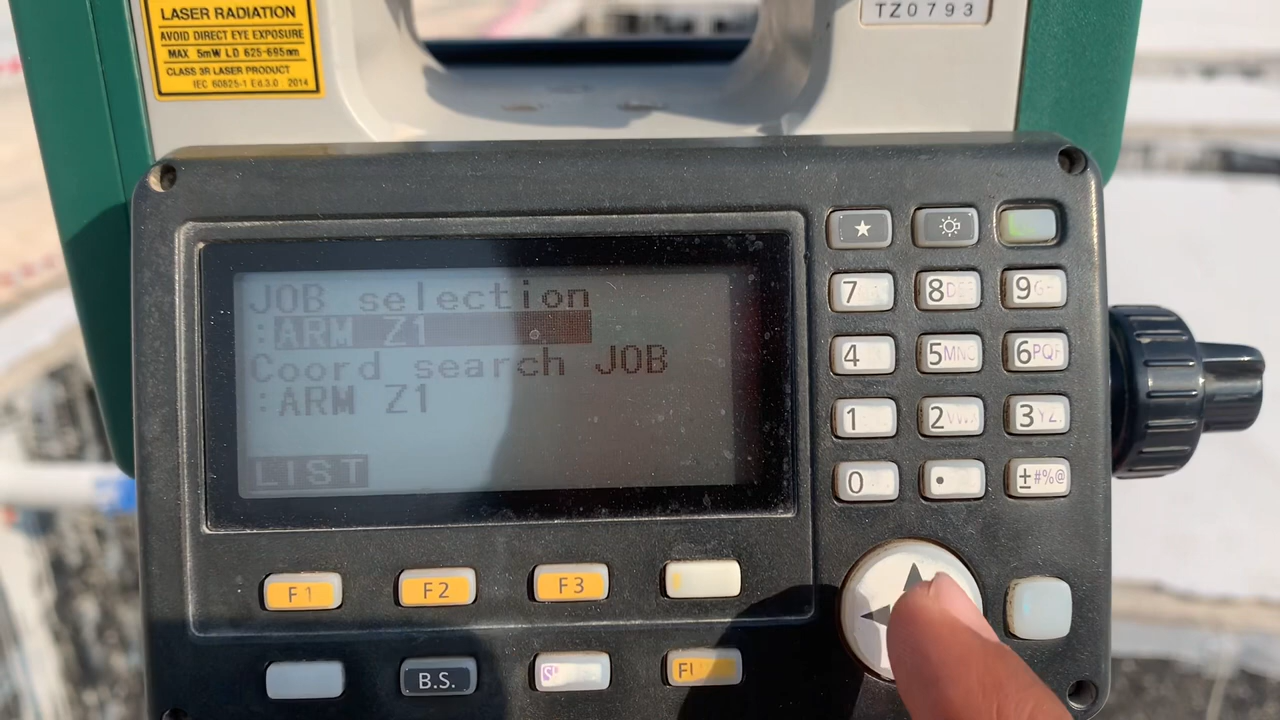 LASER RADIATION
AVOID DIRECT EYE EXPOSURE
MAX 5mW LD 625-695nm
CLASS 3R LASER PRODUCT
IEC 60825-1 Ed.3.0 2014
TZ0793
JOB selection
:ARM Z1
Coord search JOB
:ARM Z1
LIST
7
8
9
4
5MNO
6PQR
1
2VWX
3YZ
0
.
±#%@
F1
F2
F3
B.S.